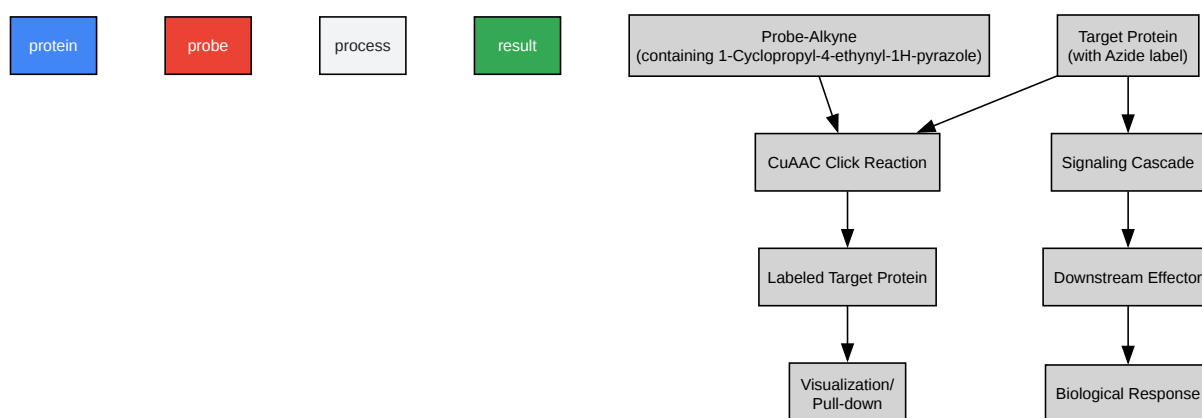 protein
probe
process
result
Probe-Alkyne
(containing 1-Cyclopropyl-4-ethynyl-1H-pyrazole)
Target Protein
(with Azide label)
CuAAC Click Reaction
Signaling Cascade
Labeled Target Protein
Downstream Effector
Visualization/
Pull-down
Biological Response